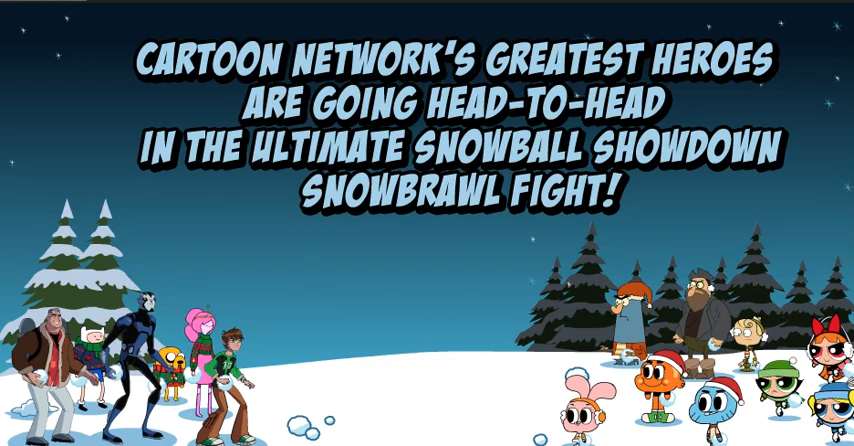 CARTOON NETWORK'S GREATEST HEROES
ARE GOING HEAD-TO-HEAD
IN THE ULTIMATE SNOWBALL SHOWDOWN
SNOWBRAWL FIGHT!